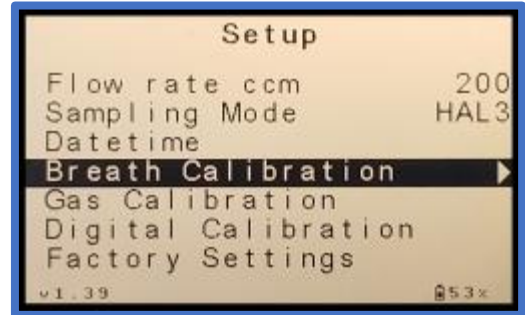 Setup
Flow rate ccm 200
Sampling Mode HAL3
Datetime
Breath Calibration
Gas Calibration
Digital Calibration
Factory Settings
v1.39 53%